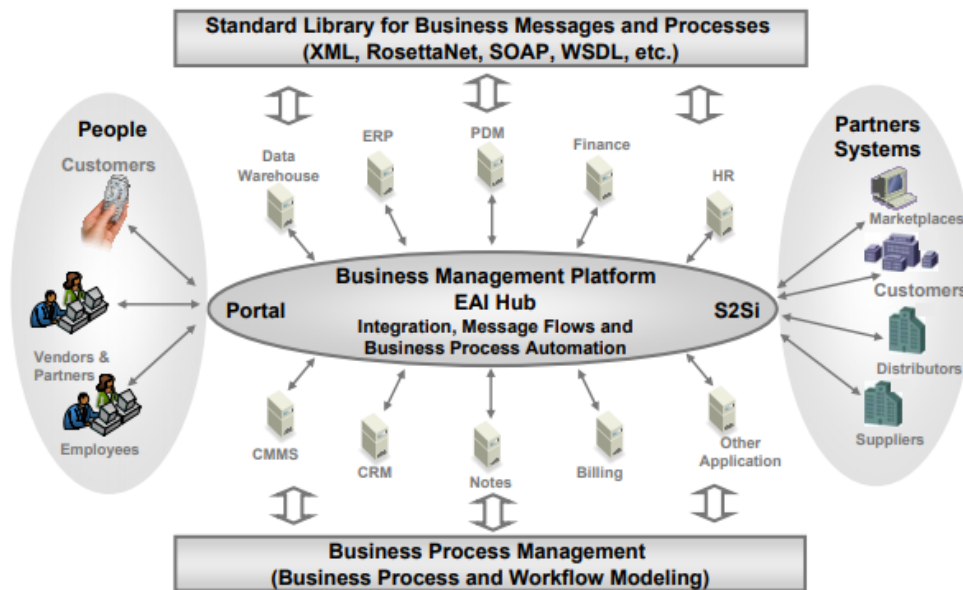 Standard Library for Business Messages and Processes
(XML, RosettaNet, SOAP, WSDL, etc.)
People
Customers
Vendors &
Partners
Employees
Data
Warehouse
ERP
PDM
Finance
HR
Partners
Systems
Marketplaces
Customers
Distributors
Suppliers
Business Management Platform
EAI Hub
Portal
S2Si
Integration, Message Flows and
Business Process Automation
CMMS
CRM
Notes
Billing
Other
Application
Business Process Management
(Business Process and Workflow Modeling)